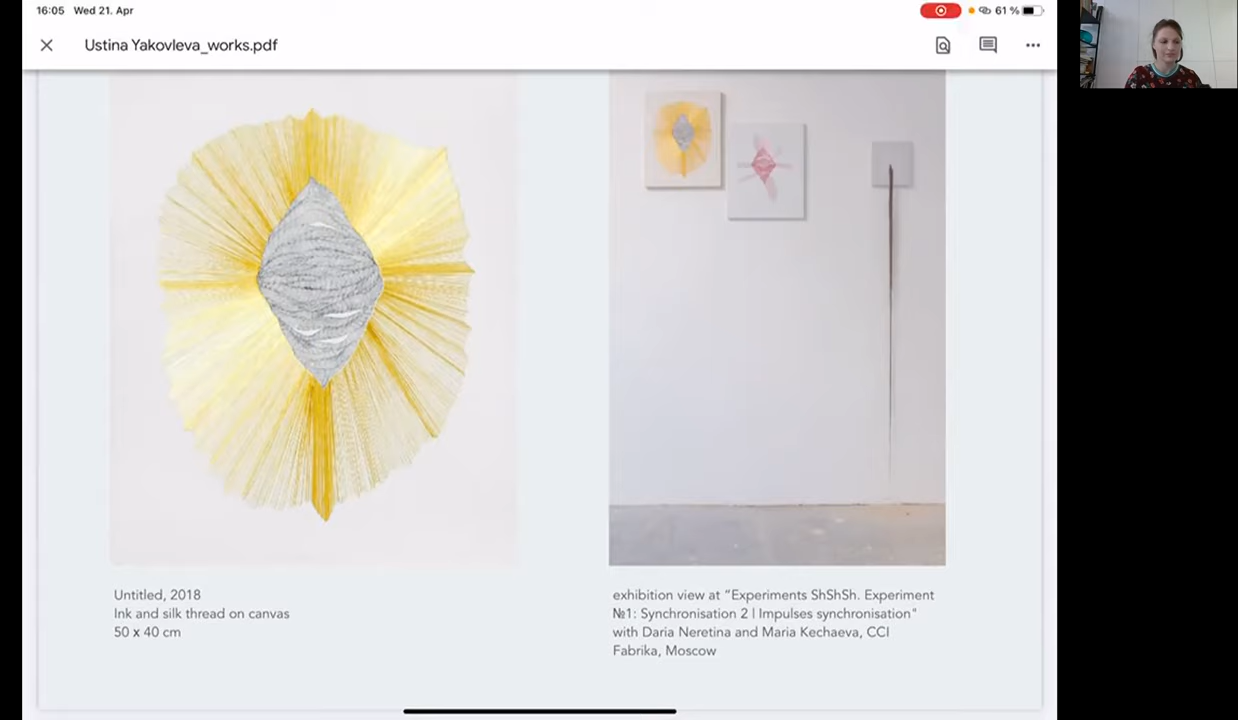 16:05 Wed 21. Apr
61 %
Ustina Yakovleva_works.pdf
Untitled, 2018
Ink and silk thread on canvas
50 x 40 cm
exhibition view at "Experiments ShShSh. Experiment
№1: Synchronisation 2 | Impulses synchronisation"
with Daria Neretina and Maria Kechaeva, CCI
Fabrika, Moscow